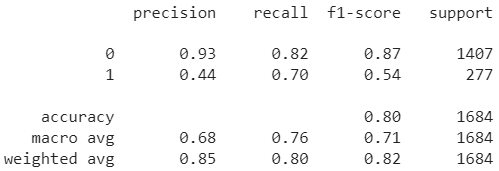 precision recall f1-score support
0 0.93 0.82 0.87 1407
1 0.44 0.70 0.54 277
accuracy 0.80 1684
macro avg 0.68 0.76 0.71 1684
weighted avg 0.85 0.80 0.82 1684